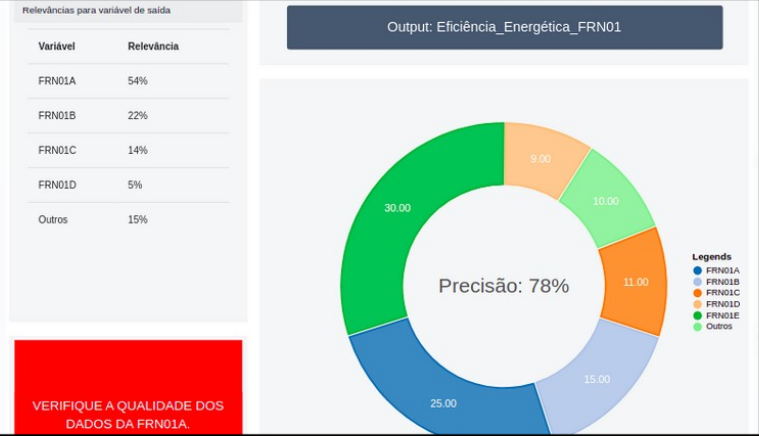 Relevâncias para variável de saída
Variável Relevância
FRN01A 54%
FRN01B 22%
FRN01C 14%
FRN01D 5%
Outros 15%
VERIFIQUE A QUALIDADE DOS
DADOS DA FRN01A.
Output: Eficiência_Energética_FRN01
9.00
10.00
11.00
15.00
25.00
30.00
Precisão: 78%
Legends
FRN01A
FRN01B
FRN01C
FRN01D
FRN01E
Outros